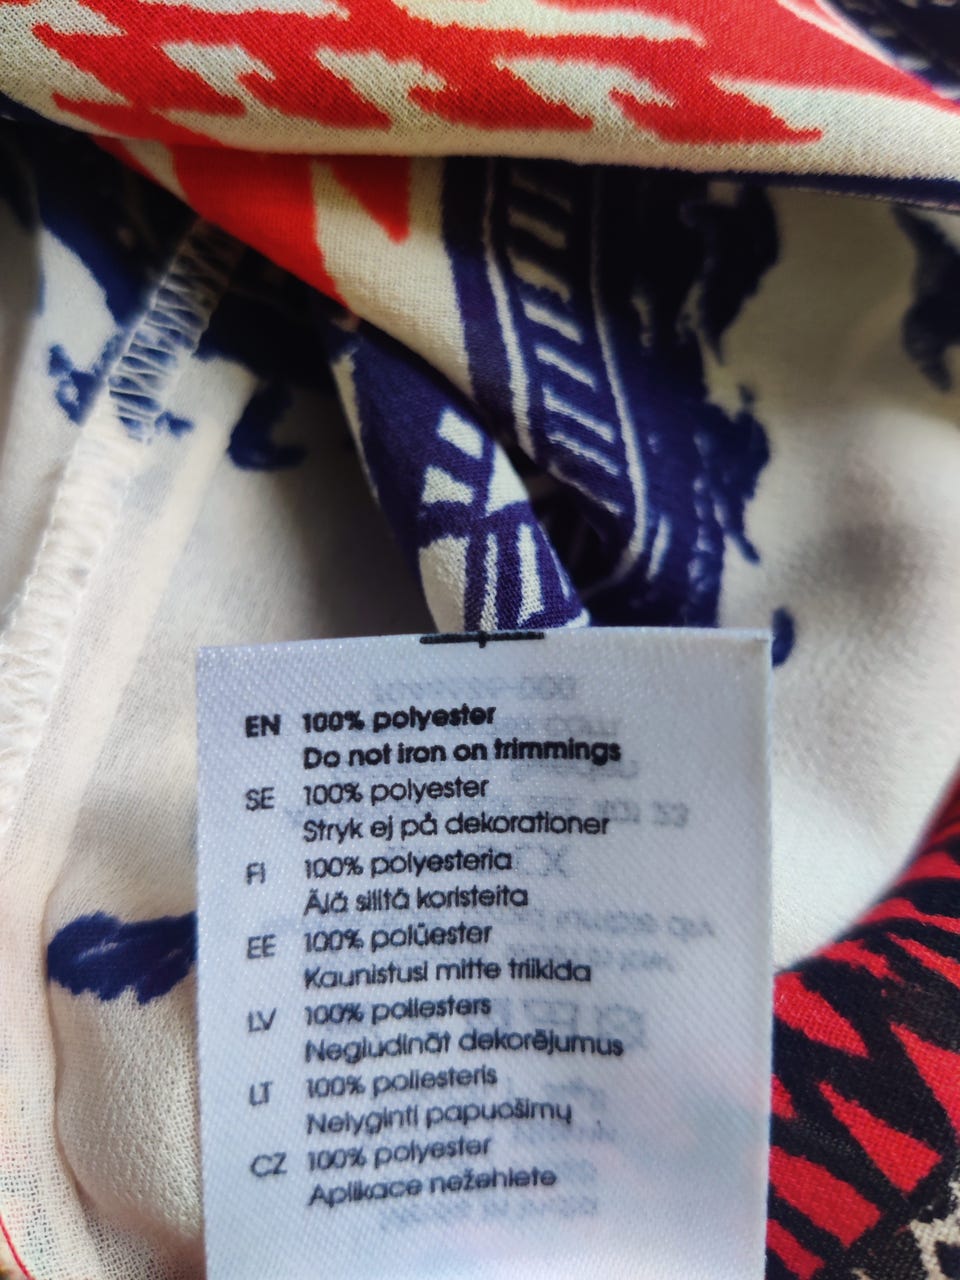 EN 100% polyester
Do not iron on trimmings
SE 100% polyester
Stryk ej på dekorationer
FI 100% polyesteria
Älä silitä koristeita
EE 100% polüester
Kaunistusi mitte triikida
LV 100% poliesters
Negludināt dekorējumus
LT 100% poliesteris
Nelyginti papuošimų
CZ 100% polyester
Aplikace nežehlete